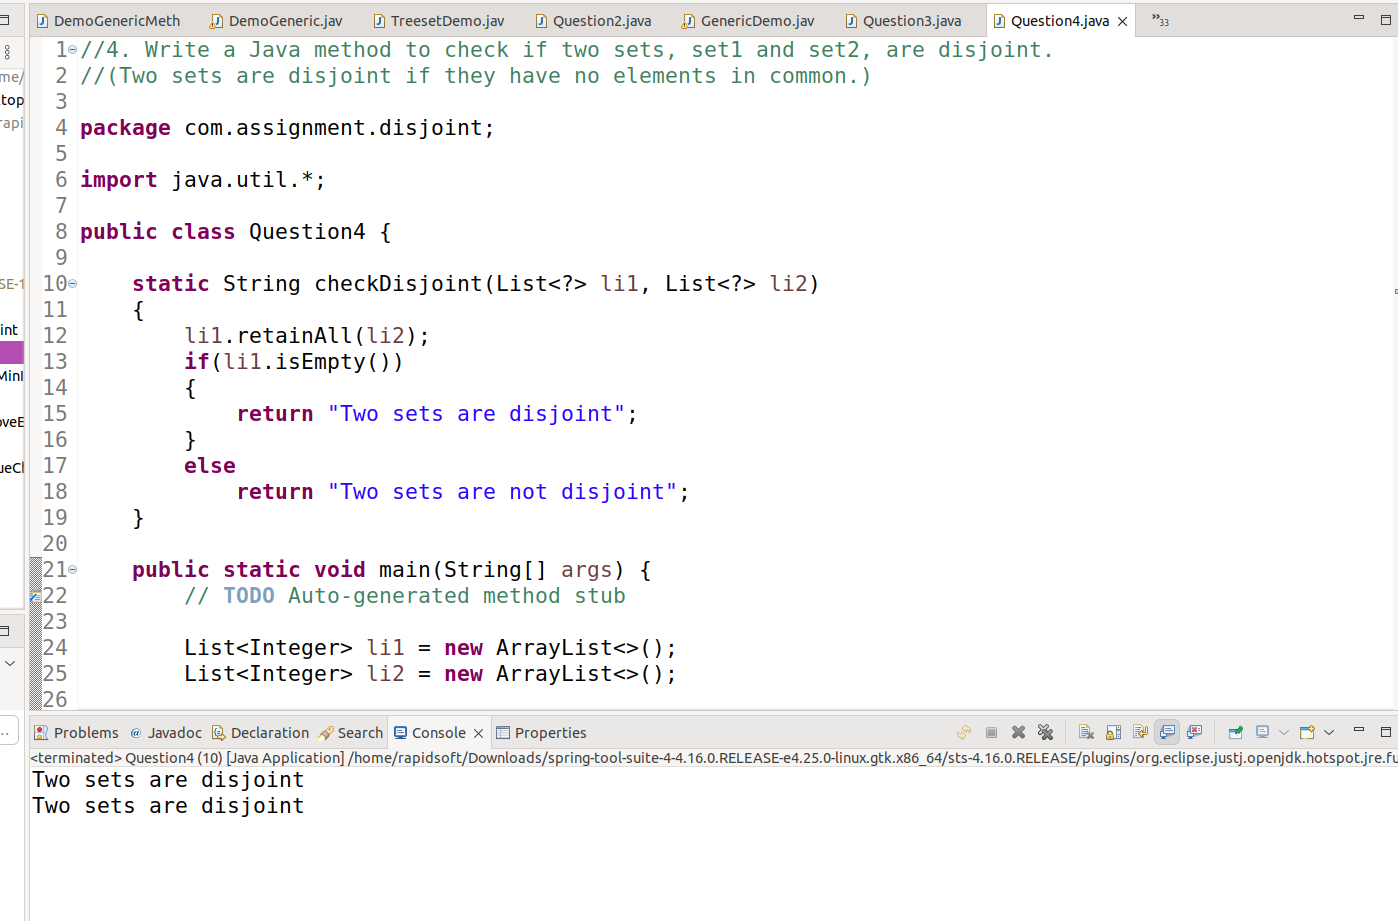 DemoGenericMeth DemoGeneric.jav TreesetDemo.jav Question2.java GenericDemo.jav Question3.java Question4.java 33
me/
top
rapi
SE-1
int
MinI
oveE
ueCl
1 //4. Write a Java method to check if two sets, set1 and set2, are disjoint.
2 //(Two sets are disjoint if they have no elements in common.)
3
4 package com.assignment.disjoint;
5
6 import java.util.*;
7
8 public class Question4 {
9
10 static String checkDisjoint(List<?> li1, List<?> li2)
11 {
12 li1.retainAll(li2);
13 if(li1.isEmpty())
14 {
15 return "Two sets are disjoint";
16 }
17 else
18 return "Two sets are not disjoint";
19 }
20
21 public static void main(String[] args) {
22 // TODO Auto-generated method stub
23
24 List<Integer> li1 = new ArrayList<>();
25 List<Integer> li2 = new ArrayList<>();
26
Problems @ Javadoc Declaration Search Console Properties
<terminated> Question4 (10) [Java Application] /home/rapidsoft/Downloads/spring-tool-suite-4-4.16.0.RELEASE-e4.25.0-linux.gtk.x86_64/sts-4.16.0.RELEASE/plugins/org.eclipse.justj.openjdk.hotspot.jre.fu
Two sets are disjoint
Two sets are disjoint